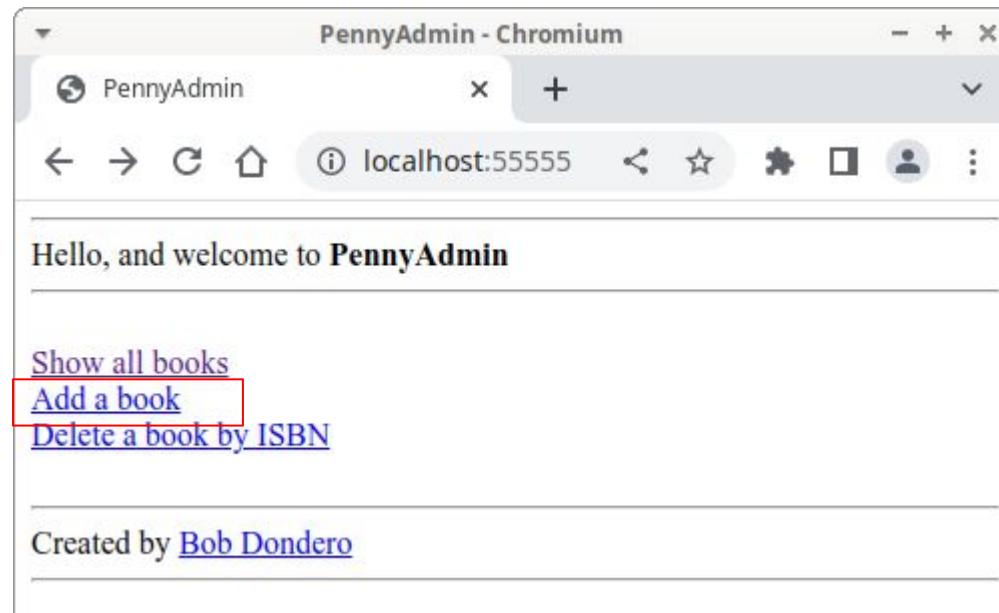 PennyAdmin - Chromium
PennyAdmin
localhost:55555
Hello, and welcome to PennyAdmin
Show all books
Add a book
Delete a book by ISBN
Created by Bob Dondero